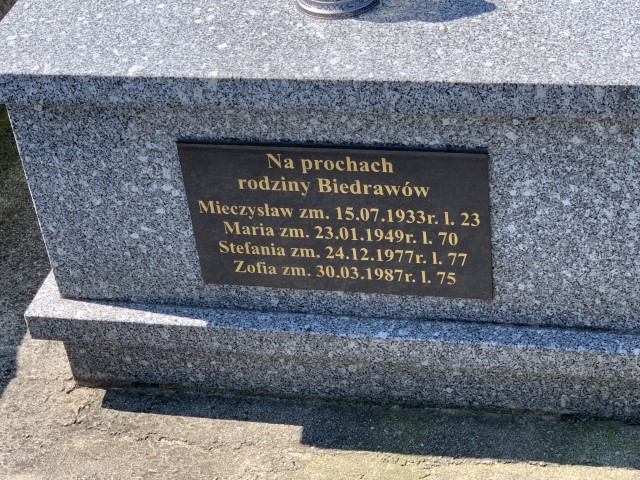 Na prochach
rodziny Biedrawów
Mieczysław zm. 15.07.1933r. l. 23
Maria zm. 23.01.1949r. l. 70
Stefania zm. 24.12.1977r. l. 77
Zofia zm. 30.03.1987r. l. 75